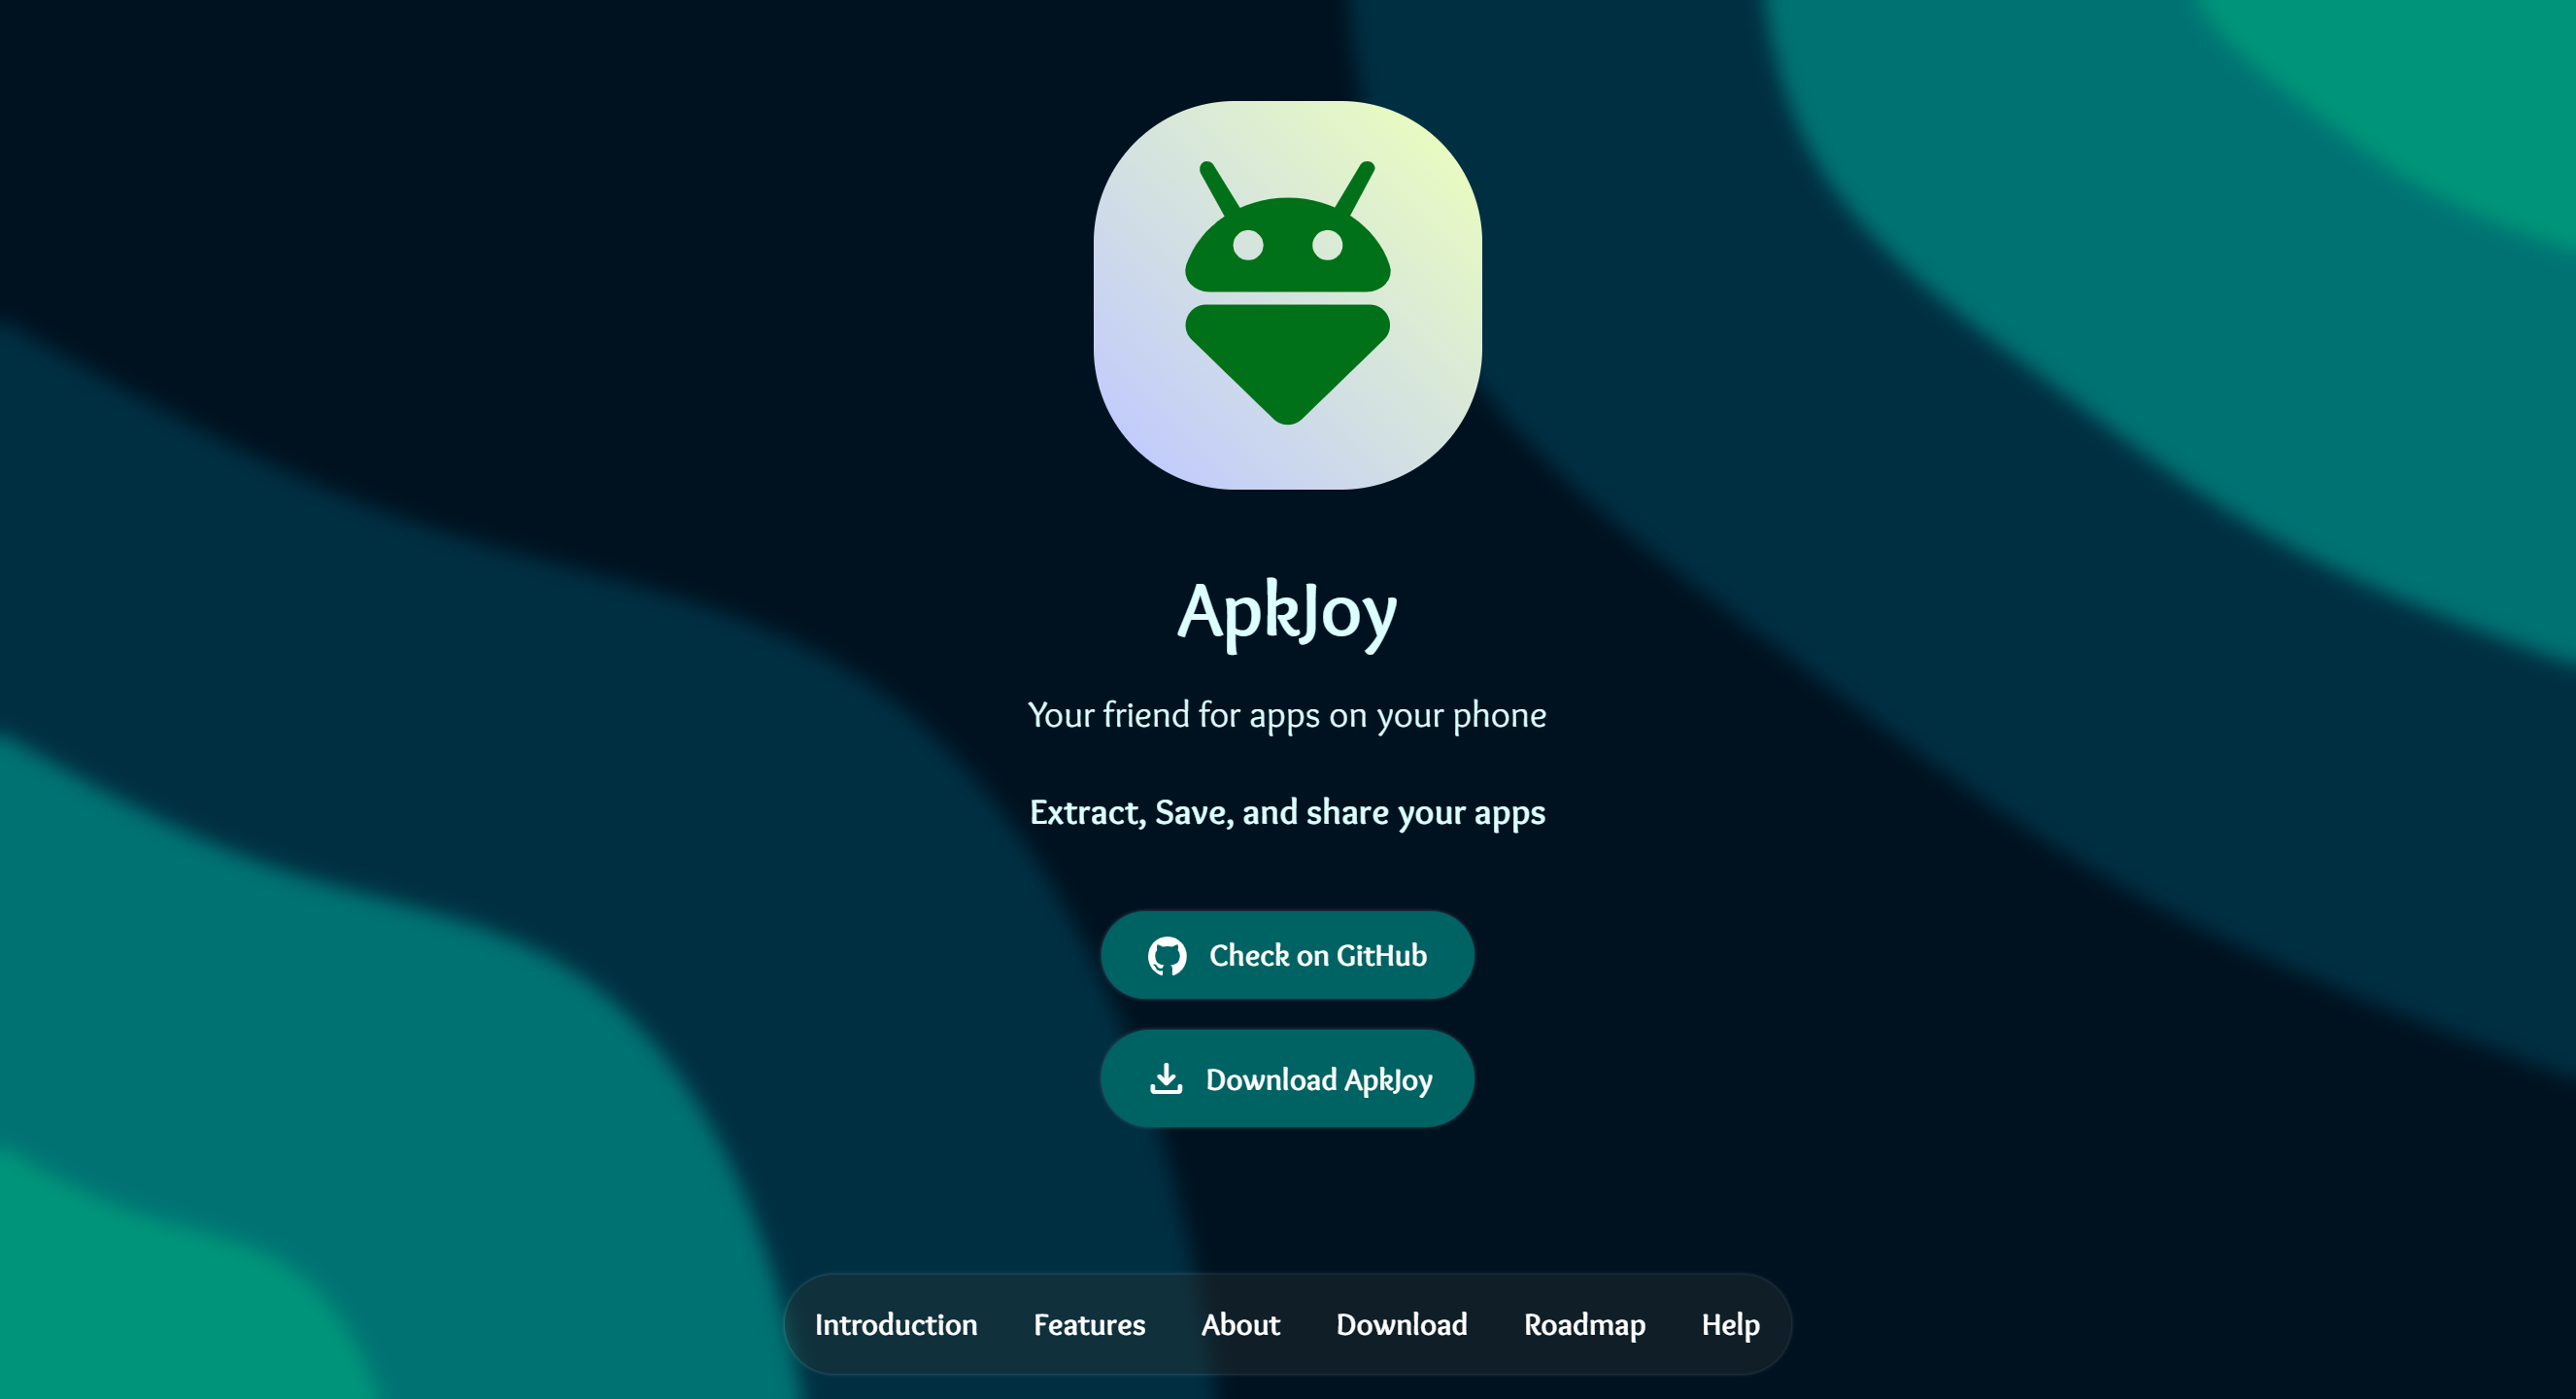 ApkJoy
Your friend for apps on your phone
Extract, Save, and share your apps
Check on GitHub
Download ApkJoy
Introduction Features About Download Roadmap Help